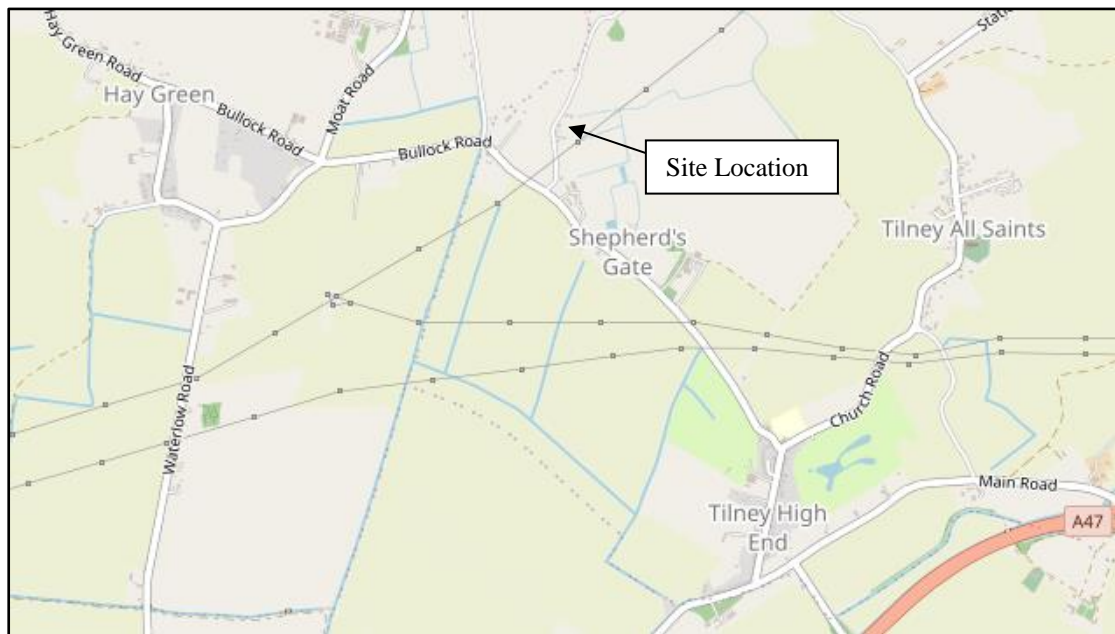 Hay Green Road
Hay Green
Bullock Road
Moat Road
Bullock Road
Site Location
Shepherd's
Gate
Tilney All Saints
Waterlow Road
Church Road
Main Road
Tilney High
End
A47